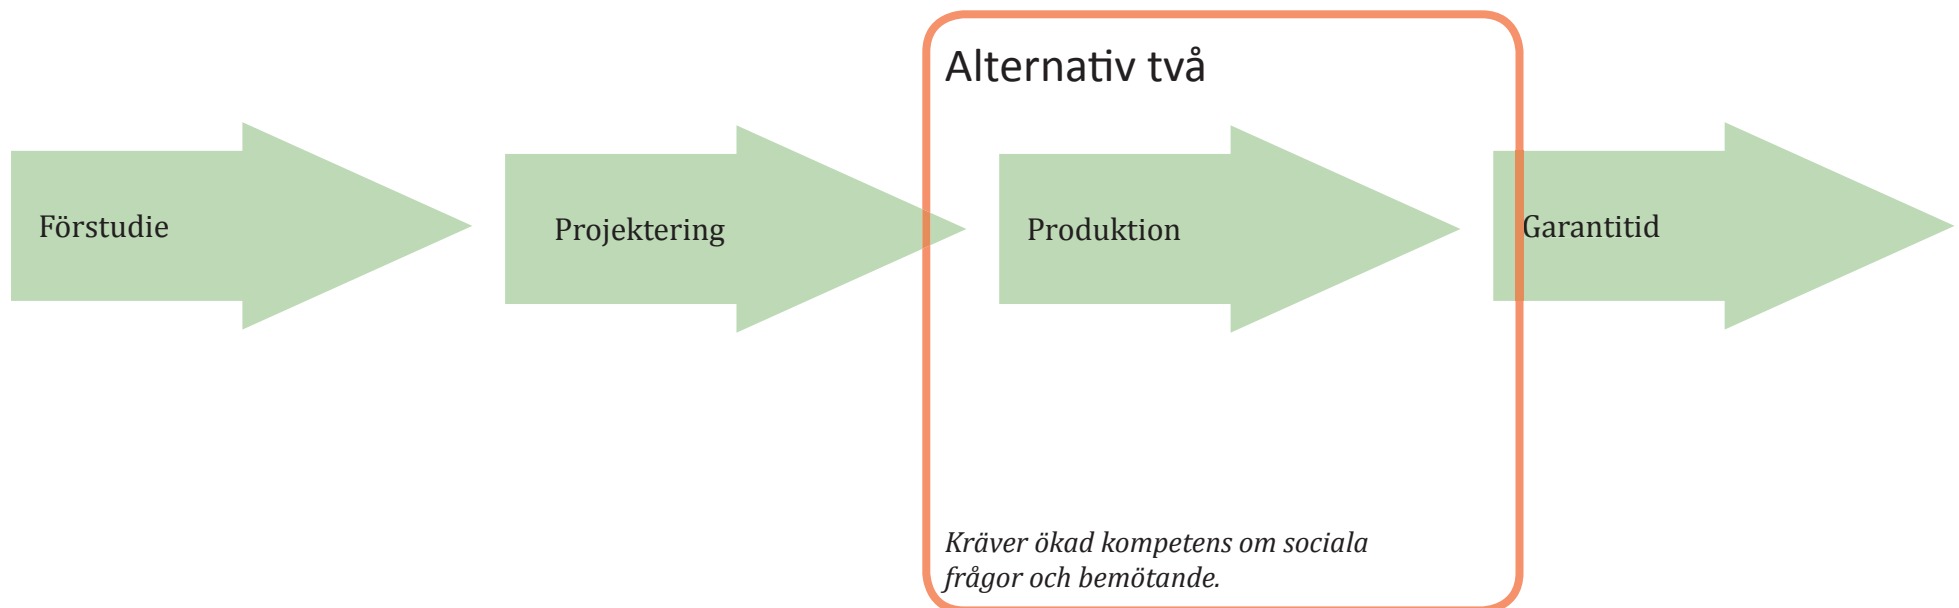 Alternativ två
Förstudie
Projektering
Produktion
Garantitid
Kräver ökad kompetens om sociala
frågor och bemötande.